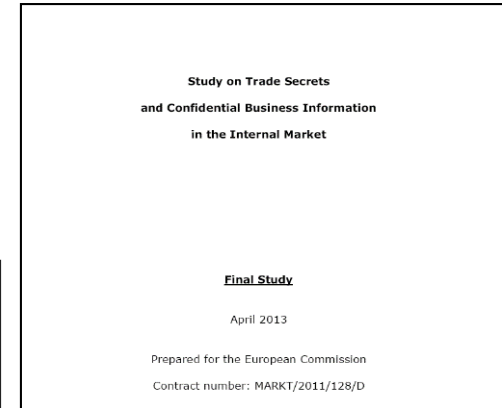 Study on Trade Secrets
and Confidential Business Information
in the Internal Market
Final Study
April 2013
Prepared for the European Commission
Contract number: MARKT/2011/128/D